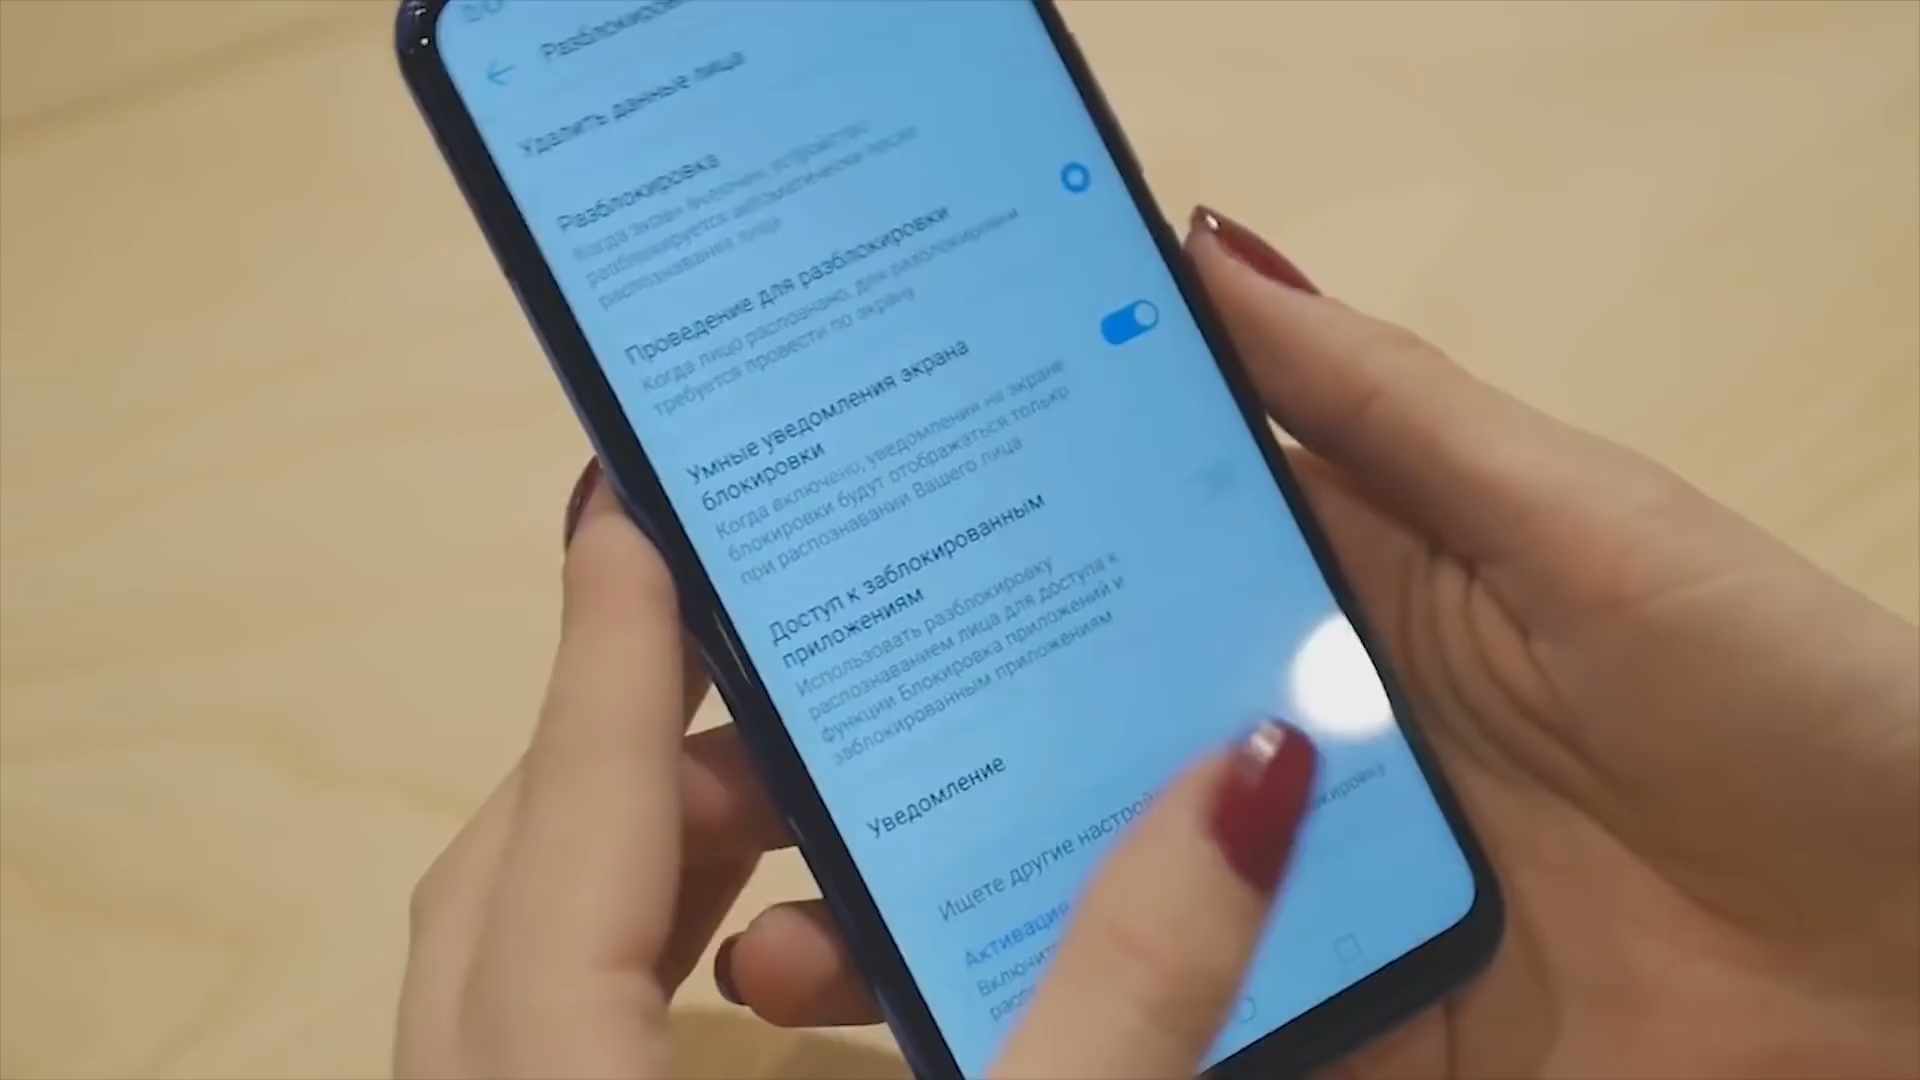 Удалить данные лица
Разблокировка
Когда экран включен, устройство
разблокируется автоматически после
распознавания лица
Проведение для разблокировки
Когда лицо распознано, для разблокировки
требуется провести по экрану
Умные уведомления экрана
блокировки
Когда включено, уведомления на экране
блокировки будут отображаться только
при распознавании Вашего лица
Доступ к заблокированным
приложениям
Использовать разблокировку
распознаванием лица для доступа к
функции Блокировка приложений и
заблокированным приложениям
Уведомление
Ищете другие
Активация